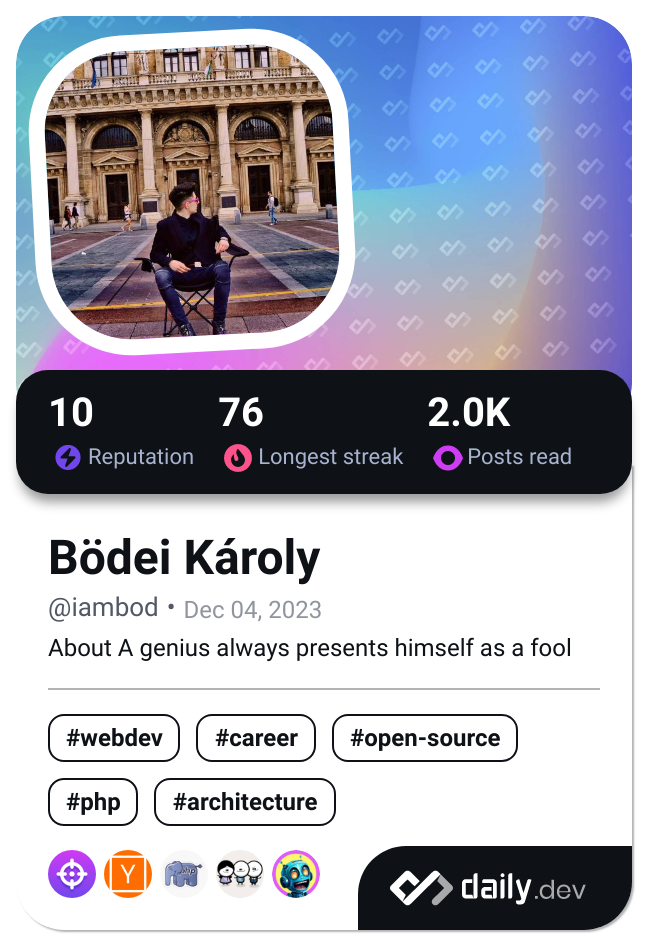 10 76 2.0K
Reputation Longest streak Posts read
Bödei Károly
@iambod • Dec 04, 2023
About A genius always presents himself as a fool
#webdev #career #open-source
#php #architecture
Y php
daily.dev